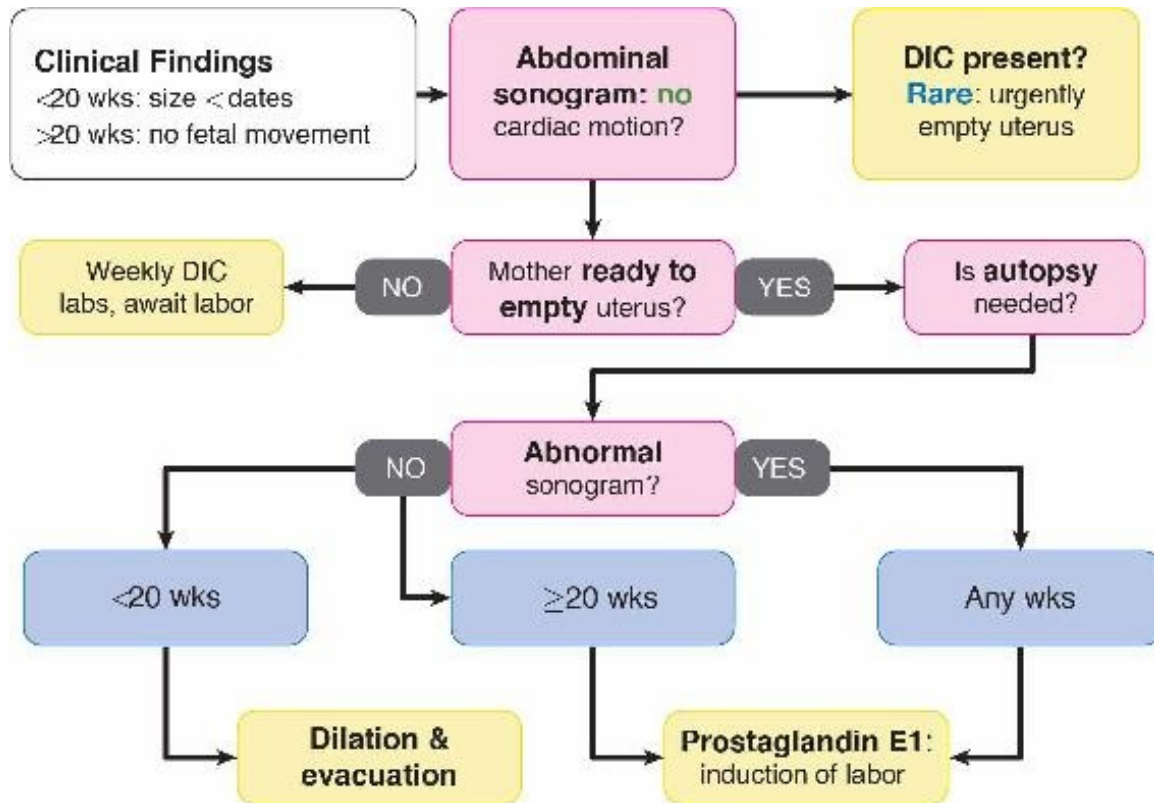 Clinical Findings
<20 wks: size < dates
>20 wks: no fetal movement
Abdominal
sonogram: no
cardiac motion?
DIC present?
Rare: urgently
empty uterus
Weekly DIC
labs, await labor
NO
Mother ready to
empty uterus?
YES
Is autopsy
needed?
NO
Abnormal
sonogram?
YES
<20 wks
≥20 wks
Any wks
Dilation &
evacuation
Prostaglandin E1:
induction of labor